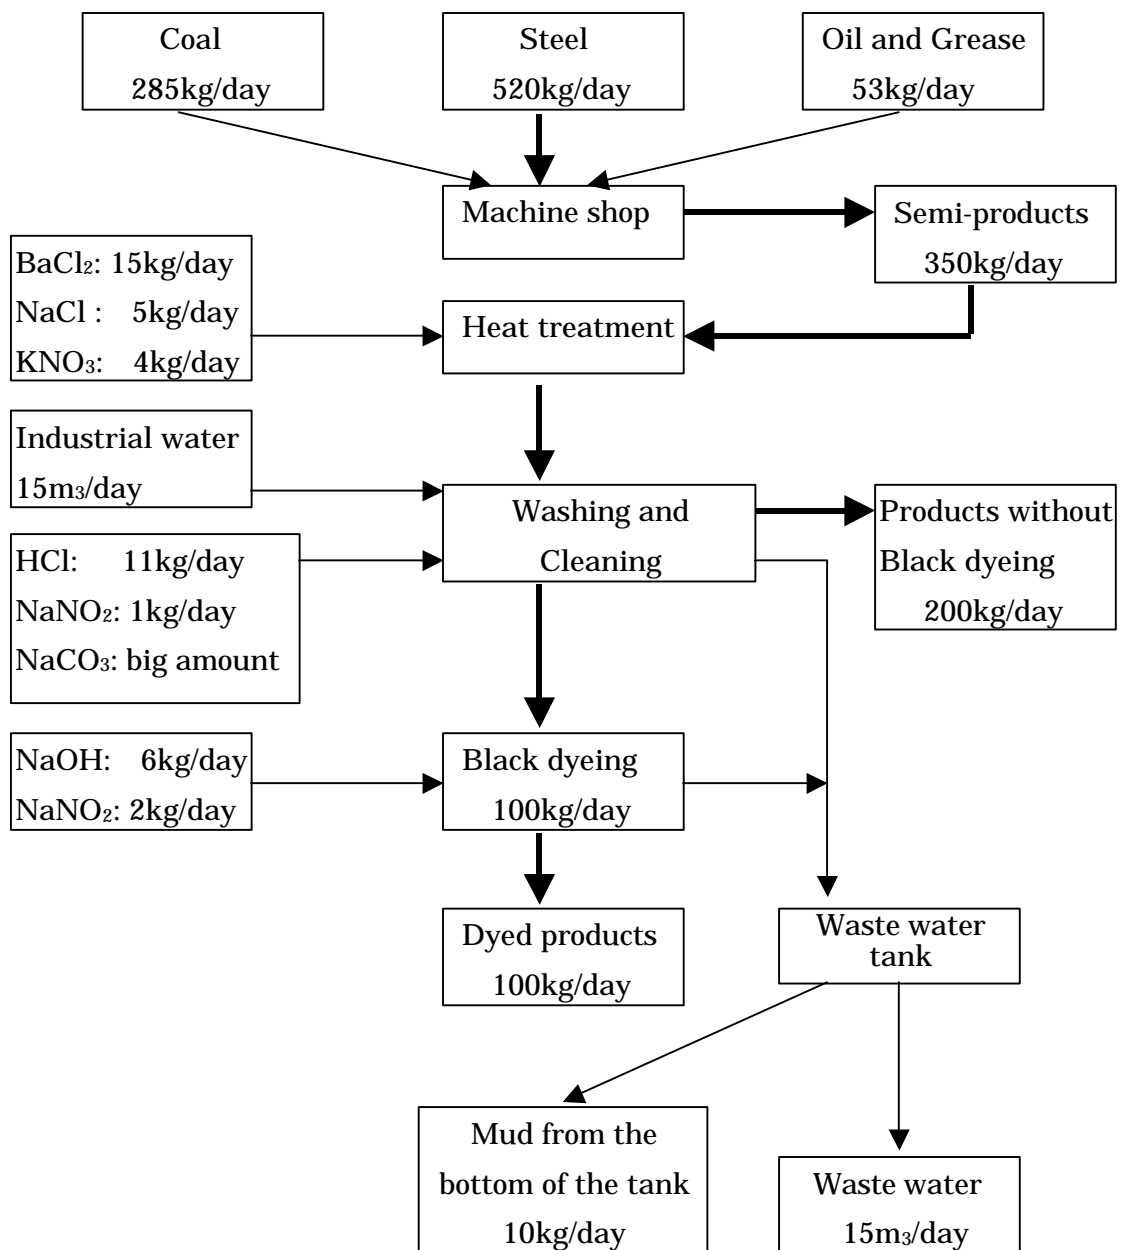 Coal
285kg/day
Steel
520kg/day
Oil and Grease
53kg/day
Machine shop
Semi-products
350kg/day
BaCl₂: 15kg/day
NaCl : 5kg/day
KNO₃: 4kg/day
Heat treatment
Industrial water
15m₃/day
Washing and
Cleaning
Products without
Black dyeing
200kg/day
HCl: 11kg/day
NaNO₂: 1kg/day
NaCO₃: big amount
NaOH: 6kg/day
NaNO₂: 2kg/day
Black dyeing
100kg/day
Dyed products
100kg/day
Waste water
tank
Mud from the
bottom of the tank
10kg/day
Waste water
15m₃/day